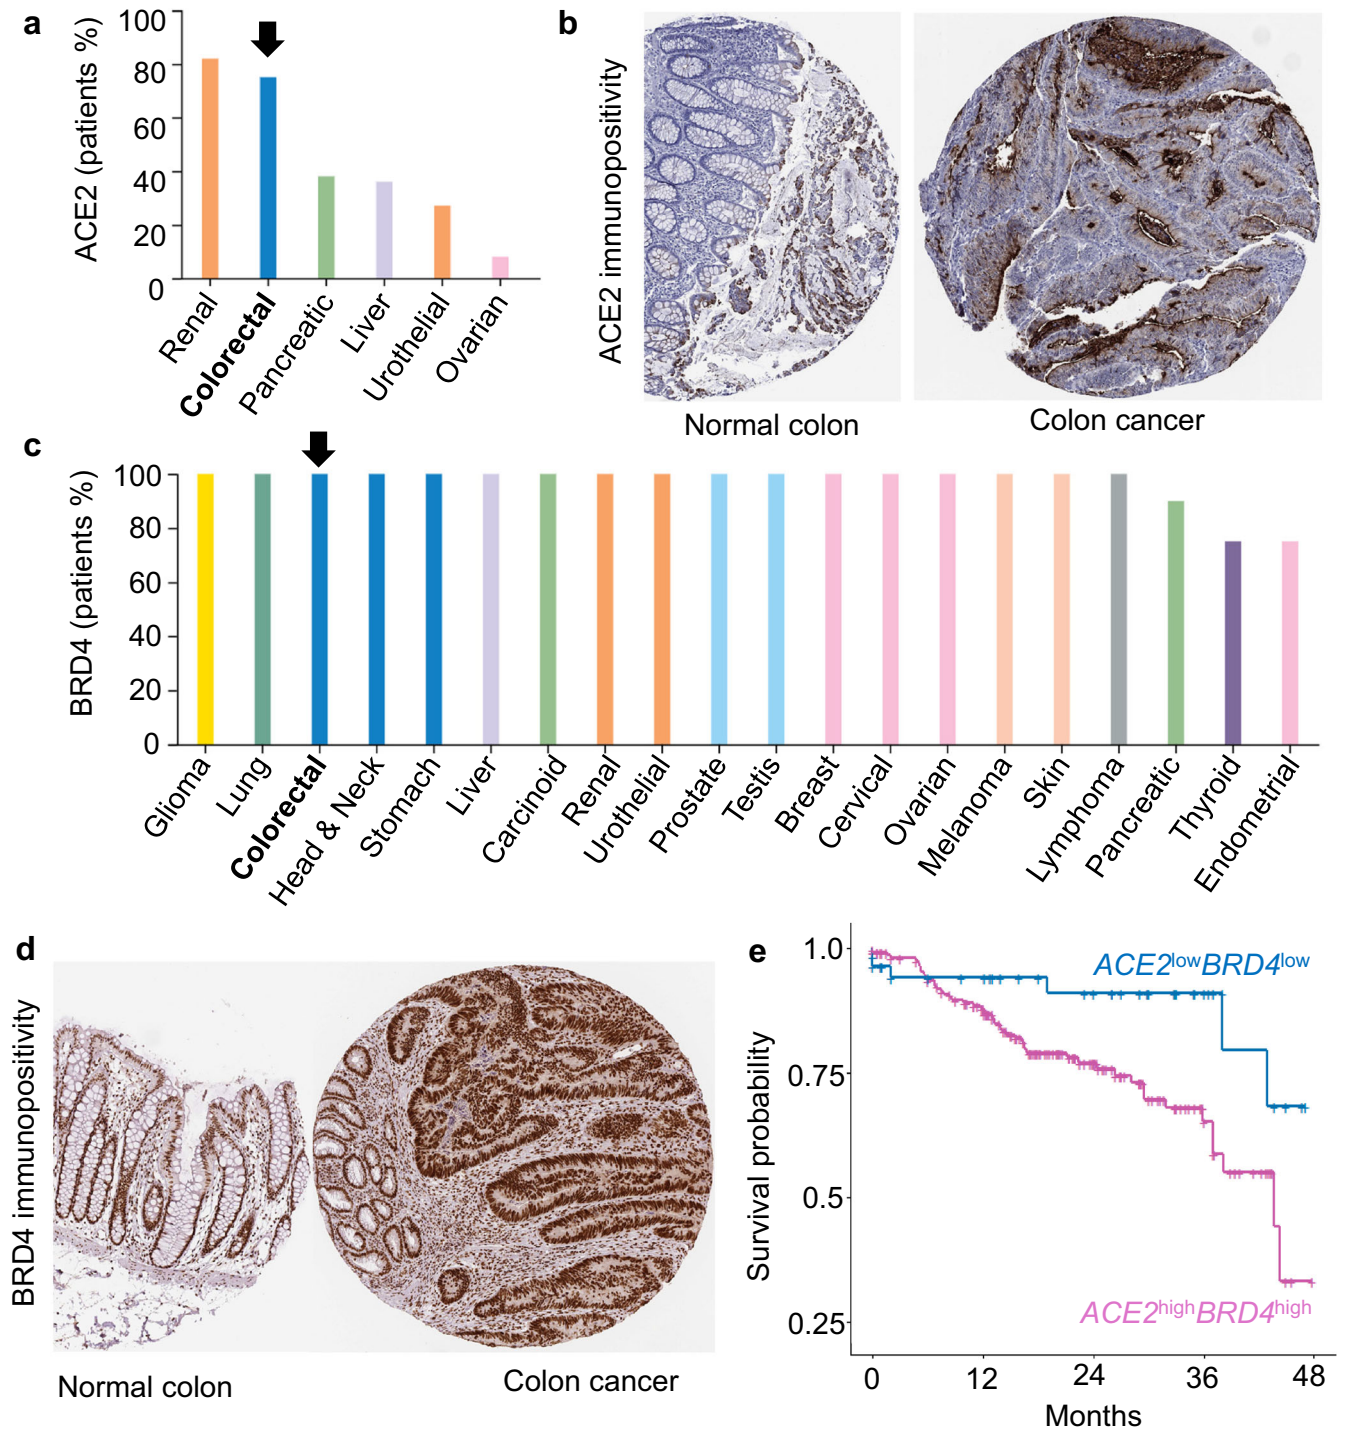 a
ACE2 (patients %)
100
80
60
40
20
0
Renal
Colorectal
Pancreatic
Liver
Urothelial
Ovarian
b
ACE2 immunopositivity
Normal colon
Colon cancer
c
BRD4 (patients %)
100
80
60
40
20
0
Glioma
Lung
Colorectal
Head & Neck
Stomach
Liver
Carcinoid
Renal
Urothelial
Prostate
Testis
Breast
Cervical
Ovarian
Melanoma
Skin
Lymphoma
Pancreatic
Thyroid
Endometrial
d
BRD4 immunopositivity
Normal colon
Colon cancer
e
Survival probability
1.0
0.75
0.5
0.25
ACE2lowBRD4low
ACE2highBRD4high
0 12 24 36 48
Months